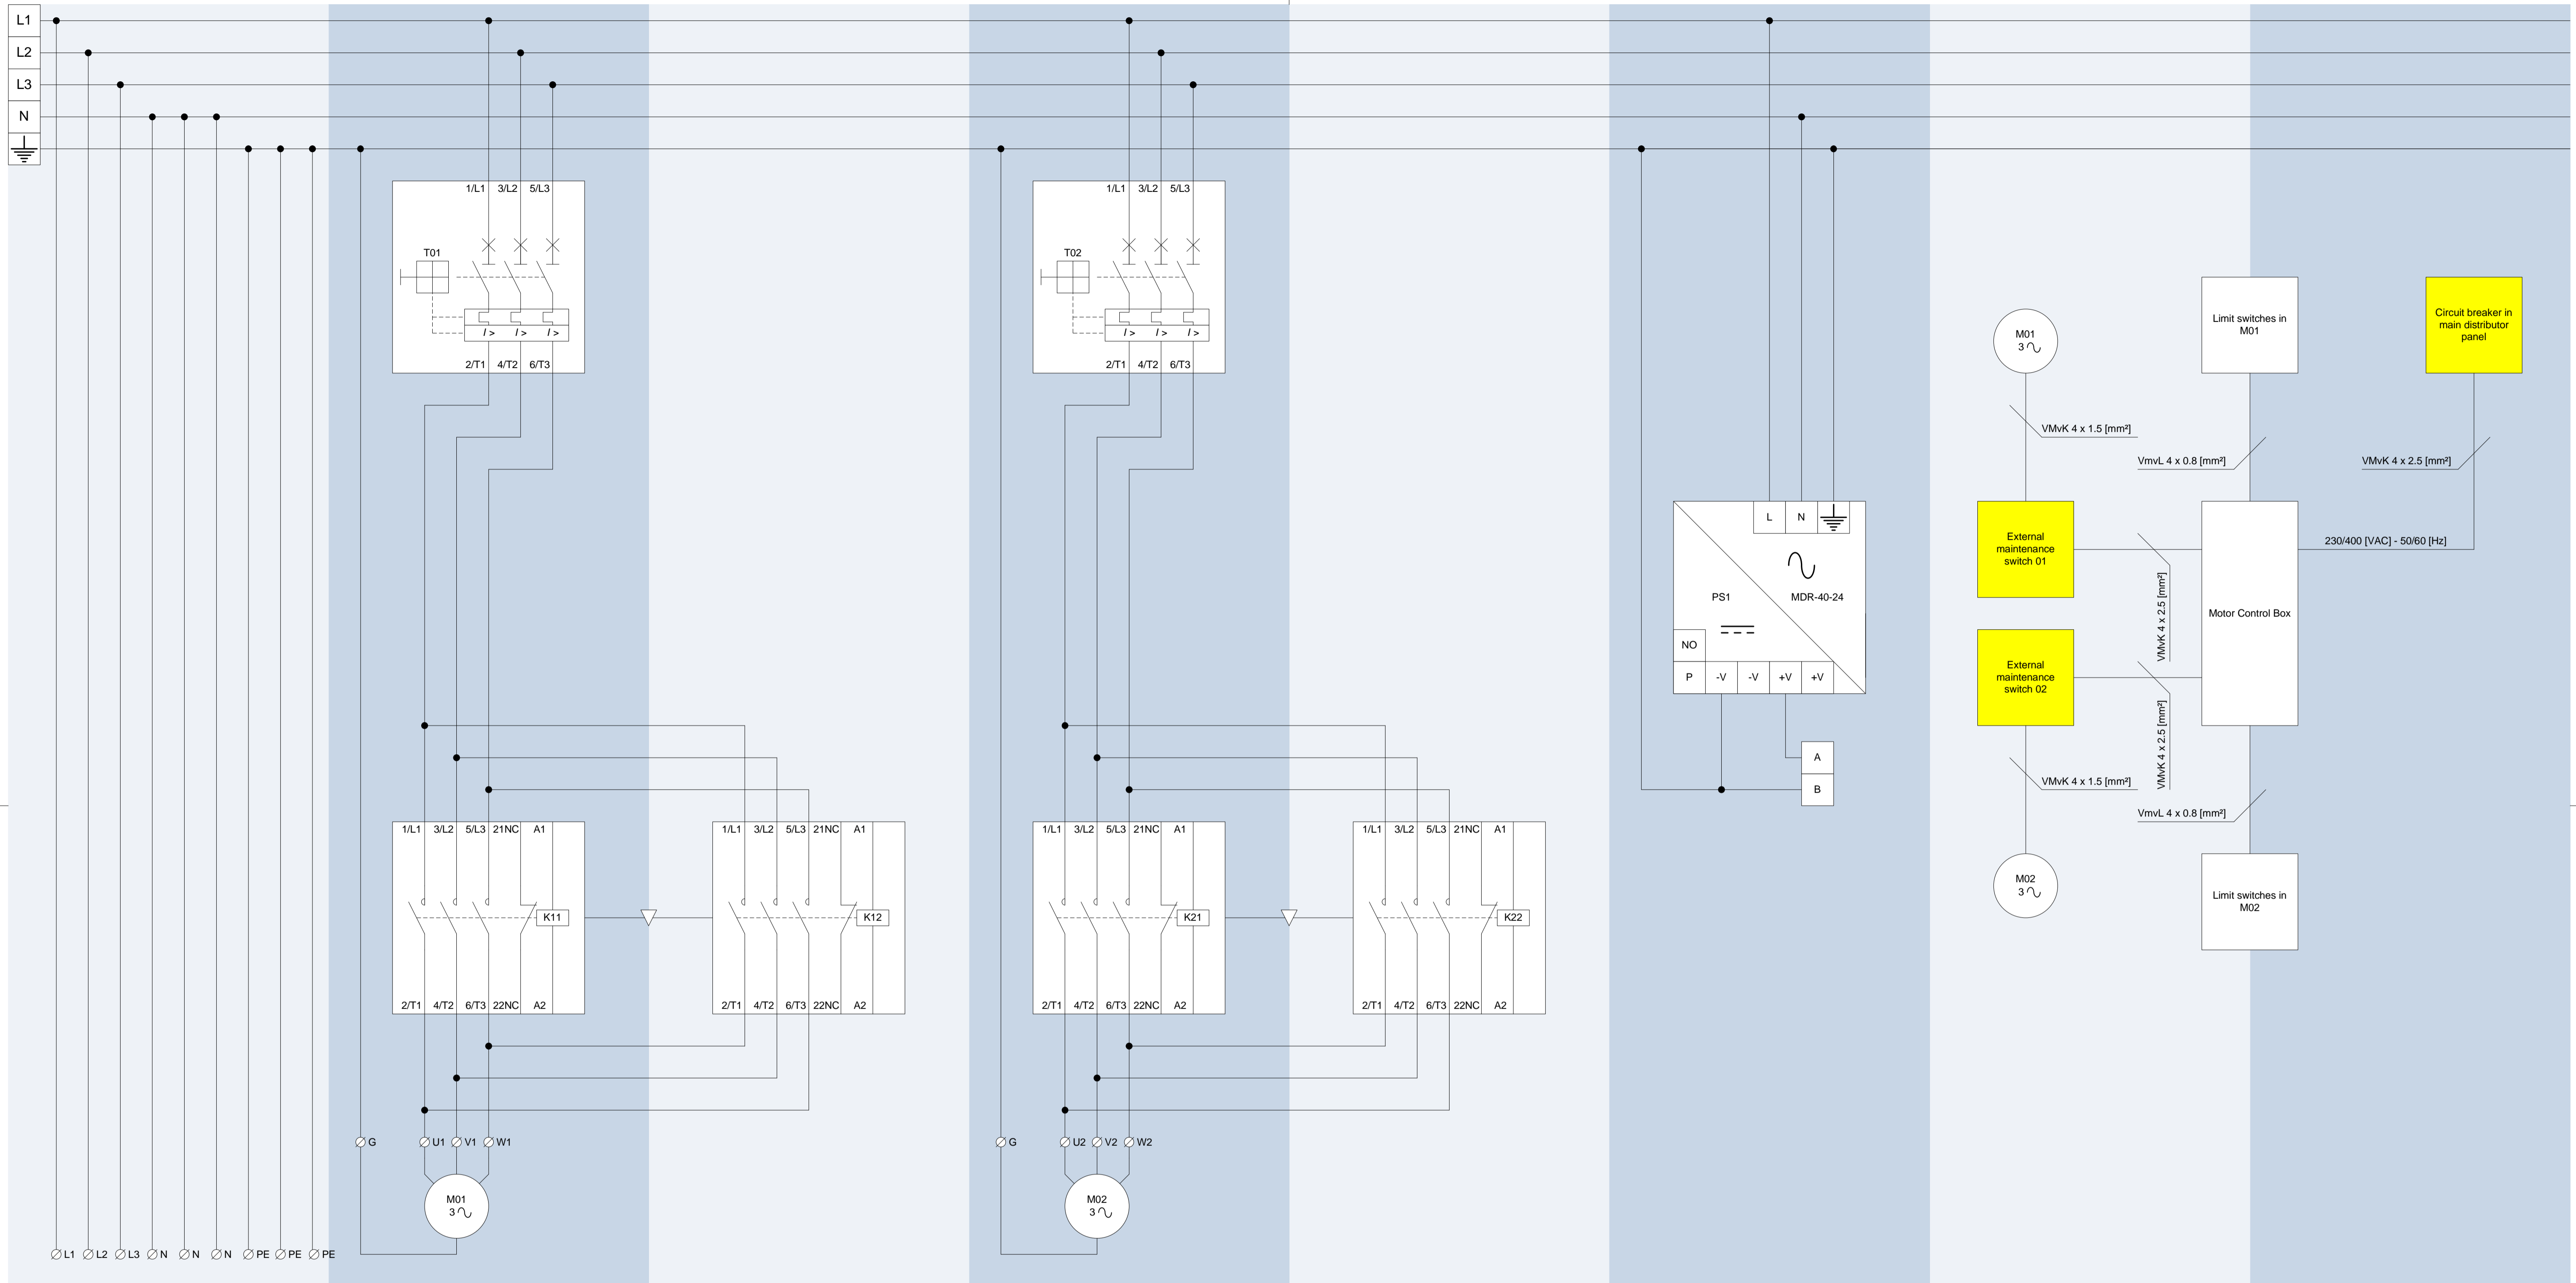 L1
L2
L3
N
1/L1 3/L2 5/L3
T01
I > I > I >
2/T1 4/T2 6/T3
1/L1 3/L2 5/L3 21NC A1
K11
2/T1 4/T2 6/T3 22NC A2
1/L1 3/L2 5/L3 21NC A1
K12
2/T1 4/T2 6/T3 22NC A2
G U1 V1 W1
M01
3
L1 L2 L3 N N N PE PE PE
1/L1 3/L2 5/L3
T02
I > I > I >
2/T1 4/T2 6/T3
1/L1 3/L2 5/L3 21NC A1
K21
2/T1 4/T2 6/T3 22NC A2
1/L1 3/L2 5/L3 21NC A1
K22
2/T1 4/T2 6/T3 22NC A2
G U2 V2 W2
M02
3
L N
PS1
MDR-40-24
NO
P -V -V +V +V
A
B
M01
3
VMvK 4 x 1.5 [mm²]
External
maintenance
switch 01
External
maintenance
switch 02
VMvK 4 x 1.5 [mm²]
M02
3
Limit switches in
M01
VmvL 4 x 0.8 [mm²]
VMvK 4 x 2.5 [mm²]
VMvK 4 x 2.5 [mm²]
Motor Control Box
VmvL 4 x 0.8 [mm²]
Limit switches in
M02
Circuit breaker in
main distributor
panel
VMvK 4 x 2.5 [mm²]
230/400 [VAC] - 50/60 [Hz]